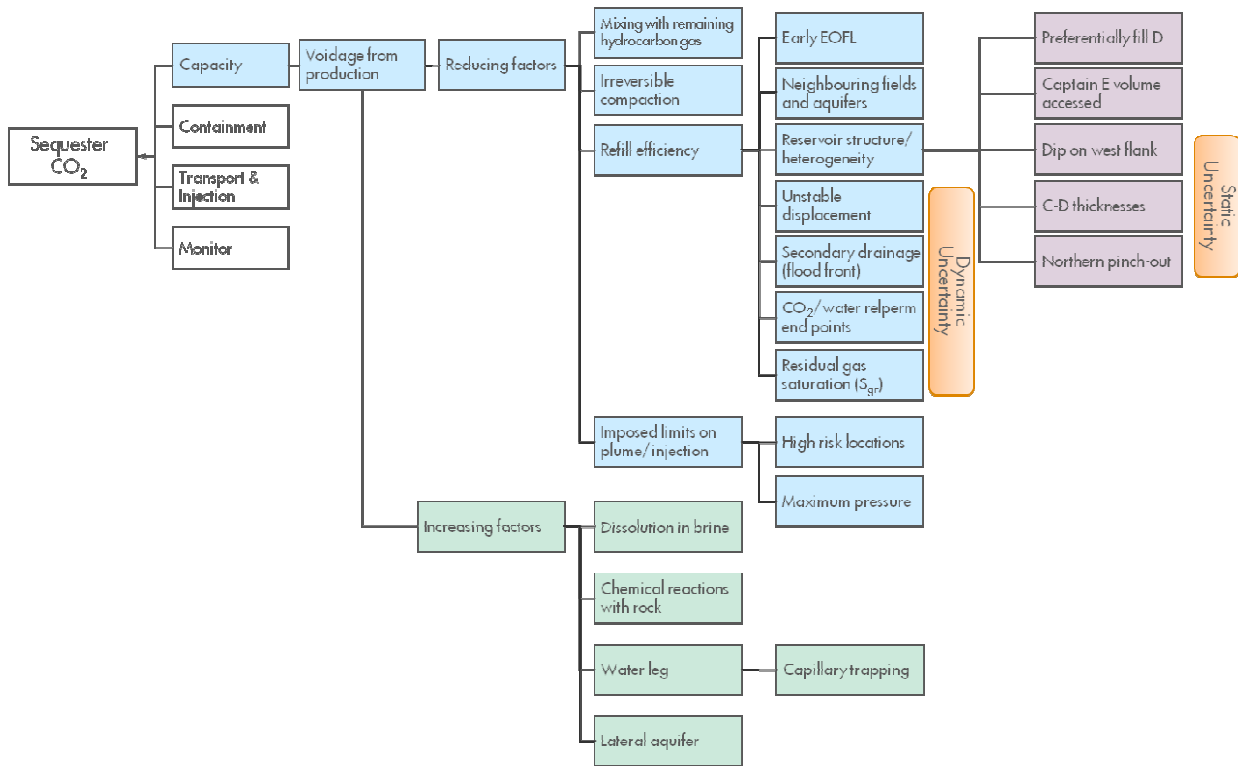 Sequester
CO2
Capacity
Containment
Transport &
Injection
Monitor
Voidage from
production
Reducing factors
Mixing with remaining
hydrocarbon gas
Irreversible
compaction
Refill efficiency
Early EOFL
Neighbouring fields
and aquifers
Reservoir structure/
heterogeneity
Unstable
displacement
Secondary drainage
(flood front)
CO2/water relperm
end points
Residual gas
saturation (Sgr)
Dynamic
Uncertainty
Preferentially fill D
Captain E volume
accessed
Dip on west flank
C-D thicknesses
Northern pinch-out
Static
Uncertainty
Imposed limits on
plume/injection
High risk locations
Maximum pressure
Increasing factors
Dissolution in brine
Chemical reactions
with rock
Water leg
Capillary trapping
Lateral aquifer